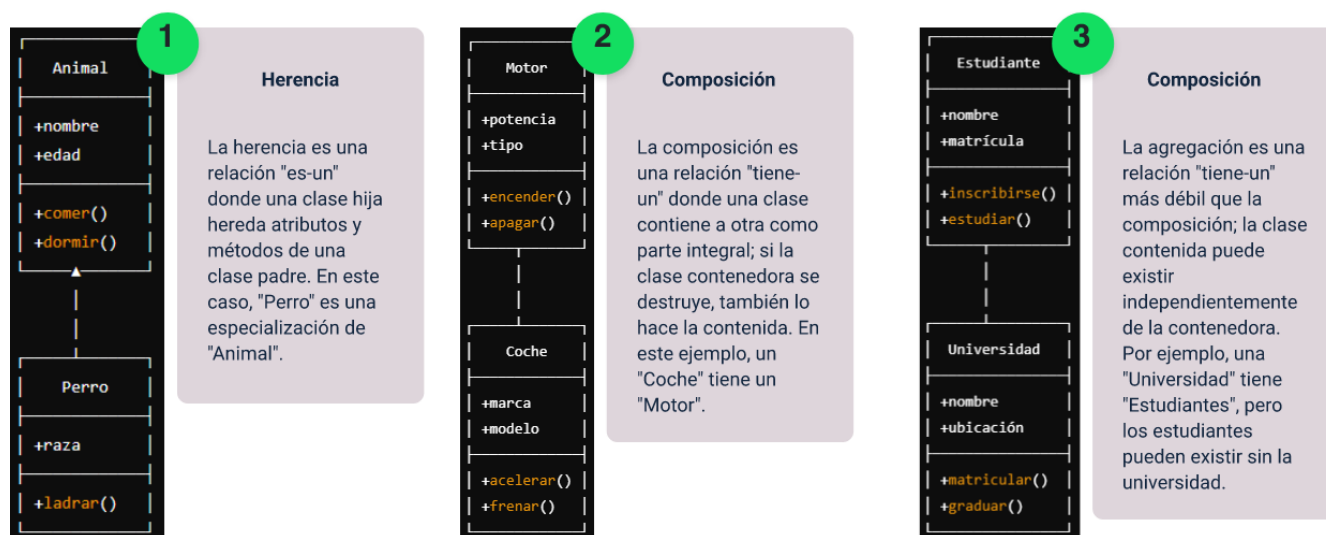 1
Animal
+nombre
+edad
+comer()
+dormir()
Perro
+raza
+ladrar()
Herencia
La herencia es una
relación "es-un"
donde una clase hija
hereda atributos y
métodos de una
clase padre. En este
caso, "Perro" es una
especialización de
"Animal".
2
Motor
+potencia
+tipo
+encender()
+apagar()
Coche
+marca
+modelo
+acelerar()
+frenar()
Composición
La composición es
una relación "tiene-
un" donde una clase
contiene a otra como
parte integral; si la
clase contenedora se
destruye, también lo
hace la contenida. En
este ejemplo, un
"Coche" tiene un
"Motor".
3
Estudiante
+nombre
+matrícula
+inscribirse()
+estudiar()
Universidad
+nombre
+ubicación
+matricular()
+graduar()
Composición
La agregación es una
relación "tiene-un"
más débil que la
composición; la clase
contenida puede
existir
independientemente
de la contenedora.
Por ejemplo, una
"Universidad" tiene
"Estudiantes", pero
los estudiantes
pueden existir sin la
universidad.